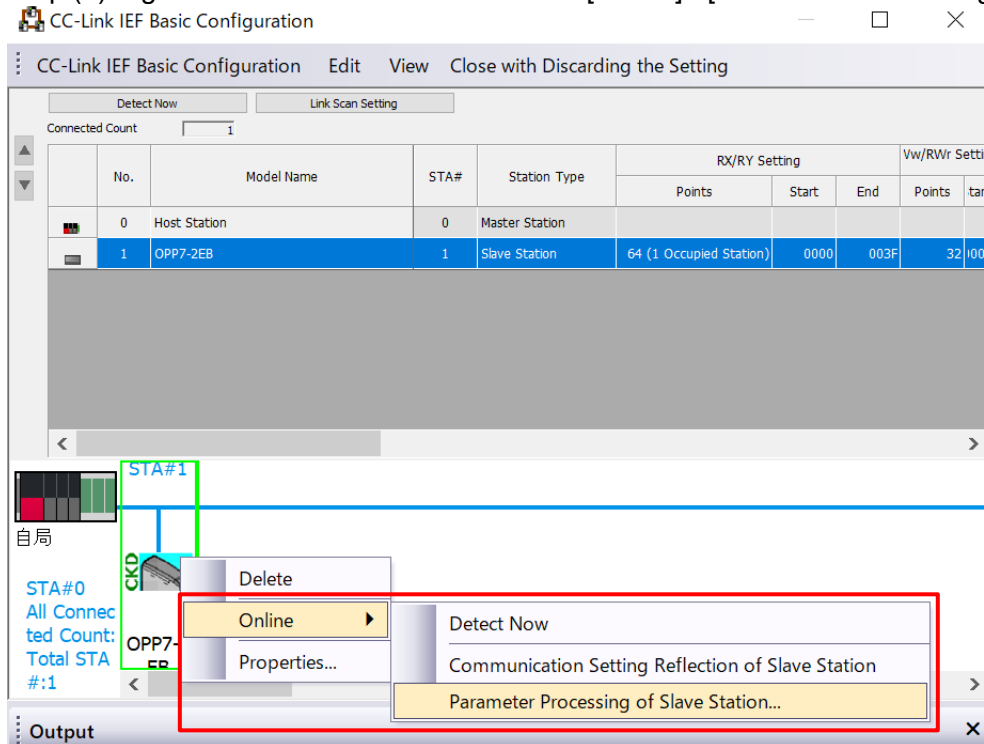 CC-Link IEF Basic Configuration
CC-Link IEF Basic Configuration Edit View Close with Discarding the Setting
Detect Now Link Scan Setting
Connected Count 1
No. Model Name STA# Station Type RX/RY Setting
Points Start End Points
0 Host Station 0 Master Station
1 OPP7-2EB 1 Slave Station 64 (1 Occupied Station) 0000 003F 32
STA#1
自局
CKD
STA#0
All Connec
ted Count:
Total STA
#:1
OPP7-
EB
Delete
Online
Properties...
Detect Now
Communication Setting Reflection of Slave Station
Parameter Processing of Slave Station...
Output